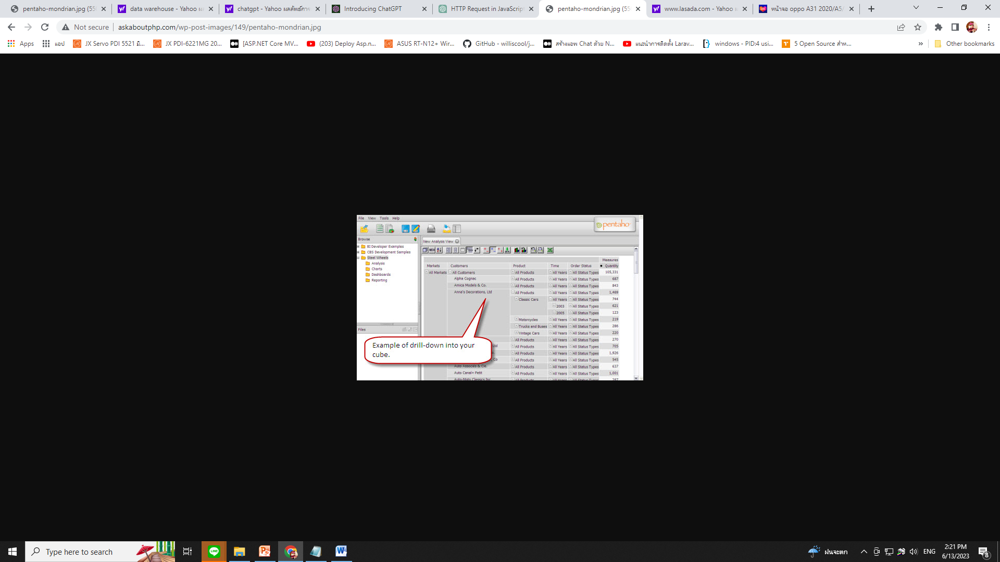 pentaho-mondrian.jpg (55
data warehouse - Yahoo
chatgpt - Yahoo ผลลัพธ์การ
Introducing ChatGPT
HTTP Request in JavaScrip
pentaho-mondrian.jpg (55
www.lasada.com - Yahoo
หน้าจอ oppo A31 2020/A5/
Not secure
askaboutphp.com/wp-post-images/149/pentaho-mondrian.jpg
Apps
แอป
JX Servo PDI 5521 มิ...
JX PDI-6221MG 20...
[ASP.NET Core MV...
(203) Deploy Asp.n...
ASUS RT-N12+ Wir...
GitHub - williscool/j...
สร้างแอพ Chat ด้วย N...
แนะนำการติดตั้ง Larav...
windows - PID:4 usi...
5 Open Source สำห...
»
Other bookmarks
File View Tools Help
pentaho
Browse
New Analysis View
BI Developer Examples
CBS Development Samples
Steel Wheels
Analysis
Charts
Dashboards
Reporting
Files
MDX
Measures
Markets Customers Product Time Order Status Quantity
All Markets All Customers All Products All Years All Status Types 105,331
Alpha Cognac All Products All Years All Status Types 687
Amica Models & Co. All Products All Years All Status Types 843
Anna's Decorations, Ltd All Products All Years All Status Types 1,469
Classic Cars All Years All Status Types 744
2003 All Status Types 621
2005 All Status Types 123
Motorcycles All Years All Status Types 219
Trucks and Buses All Years All Status Types 286
Vintage Cars All Years All Status Types 220
All Products All Years All Status Types 270
Ltd All Products All Years All Status Types 705
All Products All Years All Status Types 1,926
, Co All Products All Years All Status Types 545
Auto Associés & Cie. All Products All Years All Status Types 637
Auto Canal+ Petit All Products All Years All Status Types 1,001
Auto-Moto Classics Inc. All Products All Years All Status Types 287
Example of drill-down into your
cube.
Type here to search
LINE
ฝนจะตก
ENG
2:21 PM
6/13/2023
8